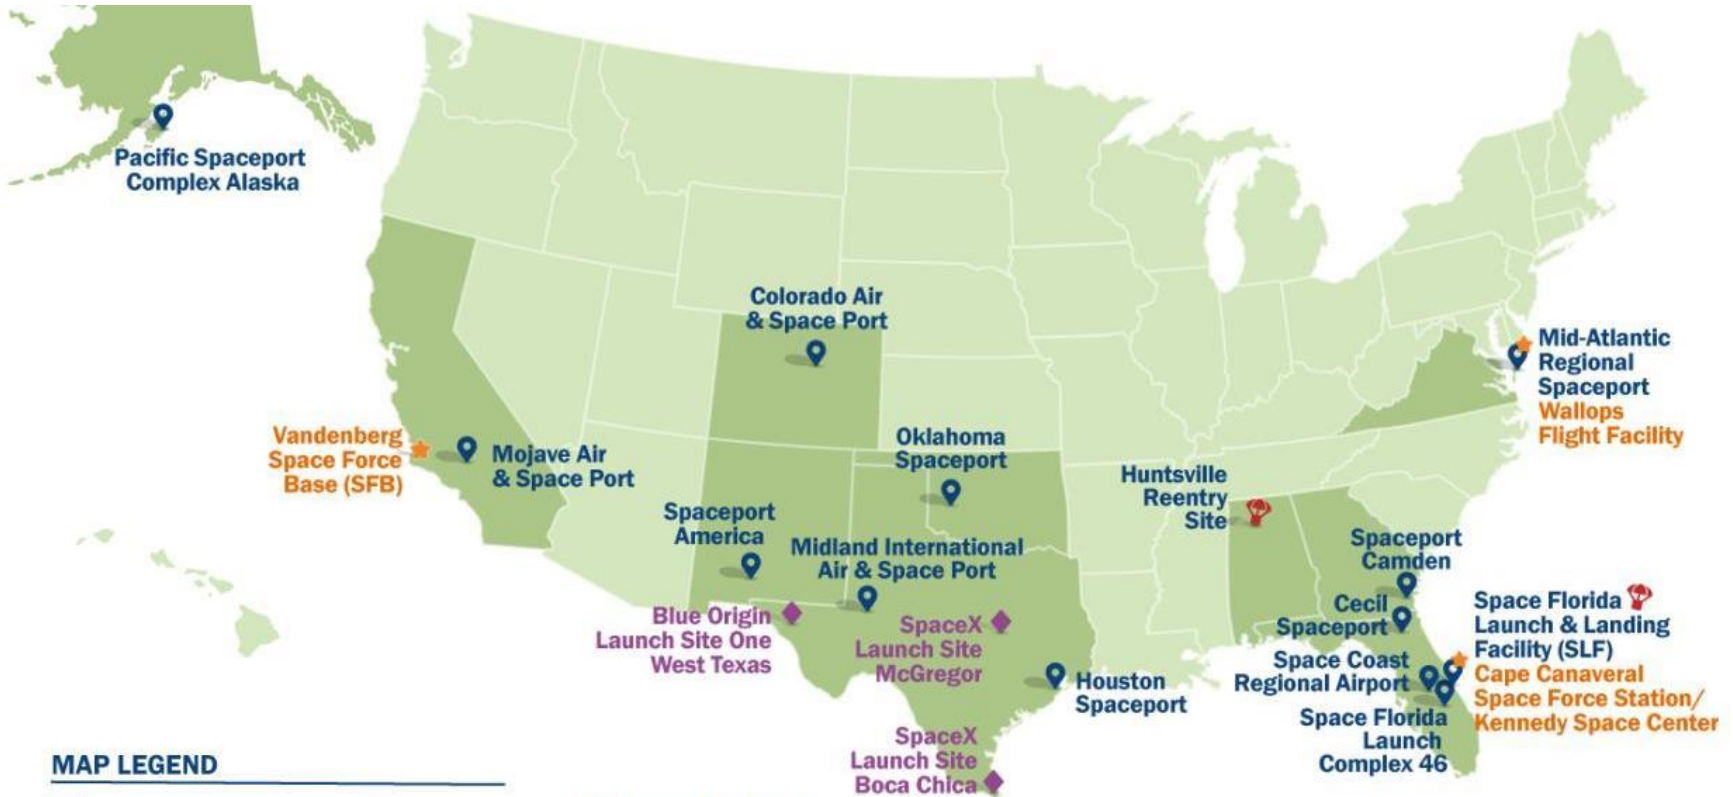 Pacific Spaceport
Complex Alaska
Colorado Air
& Space Port
Mid-Atlantic
Regional
Spaceport
Wallops
Flight Facility
Vandenberg
Space Force
Base (SFB)
Mojave Air
& Space Port
Oklahoma
Spaceport
Huntsville
Reentry
Site
Spaceport
America
Midland International
Air & Space Port
Spaceport
Camden
Blue Origin
Launch Site One
West Texas
SpaceX
Launch Site
McGregor
Cecil
Spaceport
Space Florida
Launch & Landing
Facility (SLF)
Cape Canaveral
Space Force Station/
Kennedy Space Center
Houston
Spaceport
Space Coast
Regional Airport
Space Florida
Launch
Complex 46
SpaceX
Launch Site
Boca Chica
MAP LEGEND